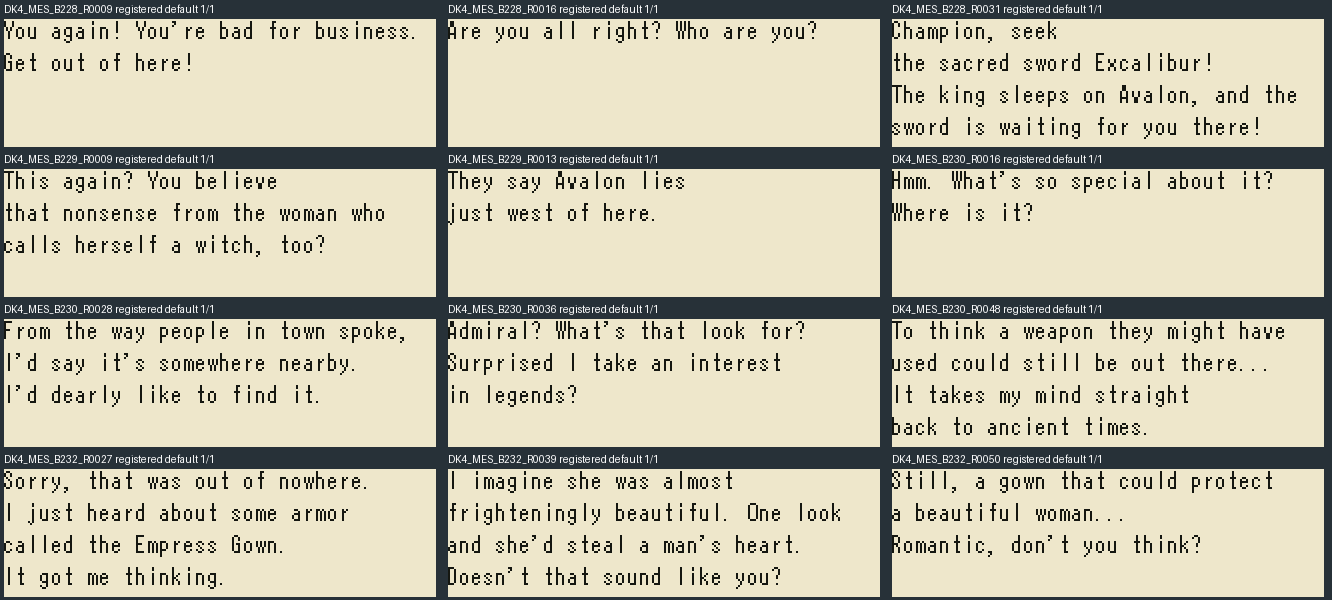 DK4_MES_B228_R0009 registered default 1/1
You again! You're bad for business.
Get out of here!
DK4_MES_B228_R0016 registered default 1/1
Are you all right? Who are you?
DK4_MES_B228_R0031 registered default 1/1
Champion, seek
the sacred sword Excalibur!
The king sleeps on Avalon, and the
sword is waiting for you there!
DK4_MES_B229_R0009 registered default 1/1
This again? You believe
that nonsense from the woman who
calls herself a witch, too?
DK4_MES_B229_R0013 registered default 1/1
They say Avalon lies
just west of here.
DK4_MES_B230_R0016 registered default 1/1
Hmm. What's so special about it?
Where is it?
DK4_MES_B230_R0028 registered default 1/1
From the way people in town spoke,
I'd say it's somewhere nearby.
I'd dearly like to find it.
DK4_MES_B230_R0036 registered default 1/1
Admiral? What's that look for?
Surprised I take an interest
in legends?
DK4_MES_B230_R0048 registered default 1/1
To think a weapon they might have
used could still be out there...
It takes my mind straight
back to ancient times.
DK4_MES_B232_R0027 registered default 1/1
Sorry, that was out of nowhere.
I just heard about some armor
called the Empress Gown.
It got me thinking.
DK4_MES_B232_R0039 registered default 1/1
I imagine she was almost
frighteningly beautiful. One look
and she'd steal a man's heart.
Doesn't that sound like you?
DK4_MES_B232_R0050 registered default 1/1
Still, a gown that could protect
a beautiful woman...
Romantic, don't you think?